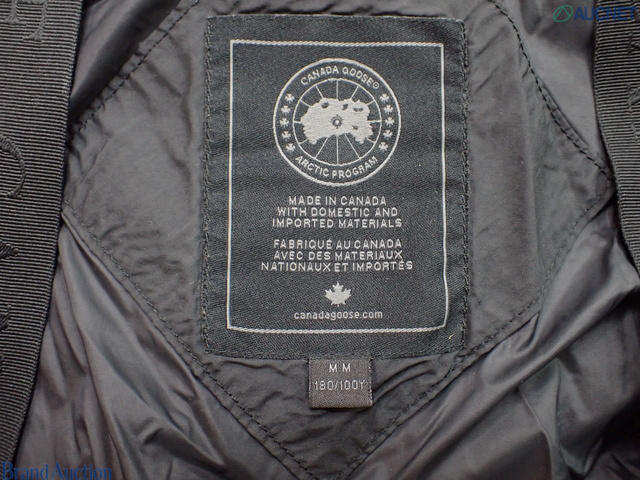 CANADA GOOSE®
ARCTIC PROGRAM
MADE IN CANADA
WITH DOMESTIC AND
IMPORTED MATERIALS
FABRIQUÉ AU CANADA
AVEC DES MATERIAUX
NATIONAUX ET IMPORTÉS
canadagoose.com
M M
180/100Y